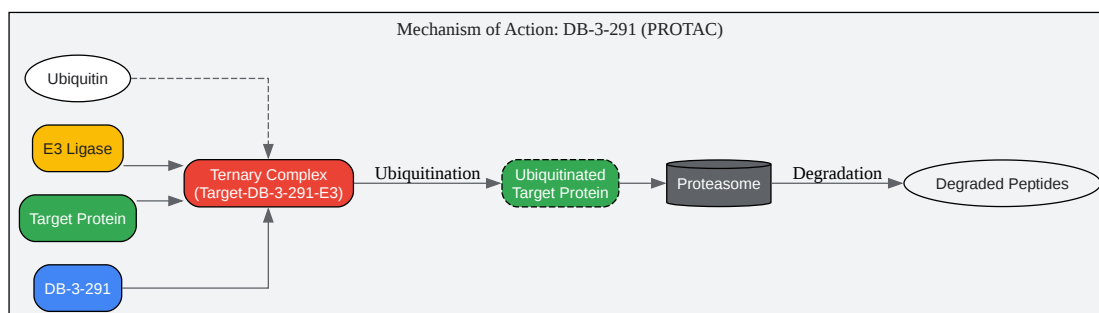 Mechanism of Action: DB-3-291 (PROTAC)
Ubiquitin
E3 Ligase
Target Protein
DB-3-291
Ternary Complex
(Target-DB-3-291-E3)
Ubiquitination
Ubiquitinated
Target Protein
Proteasome
Degradation
Degraded Peptides